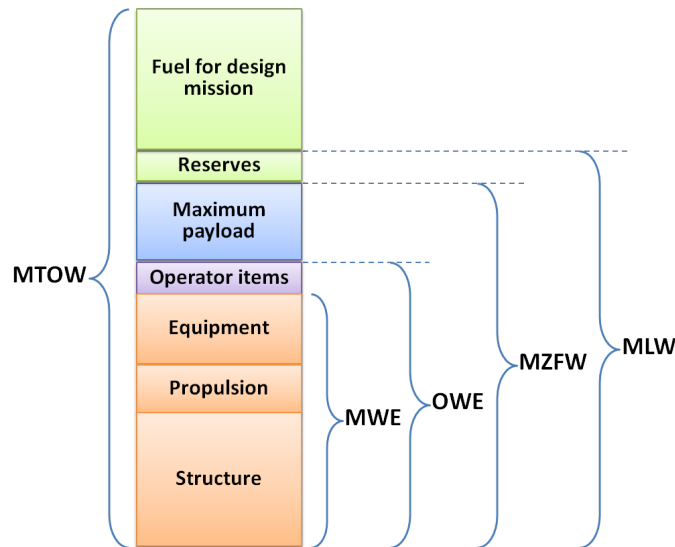 Fuel for design
mission
Reserves
Maximum
payload
MTOW
Operator items
Equipment
MLW
MZFW
Propulsion
OWE
MWE
Structure